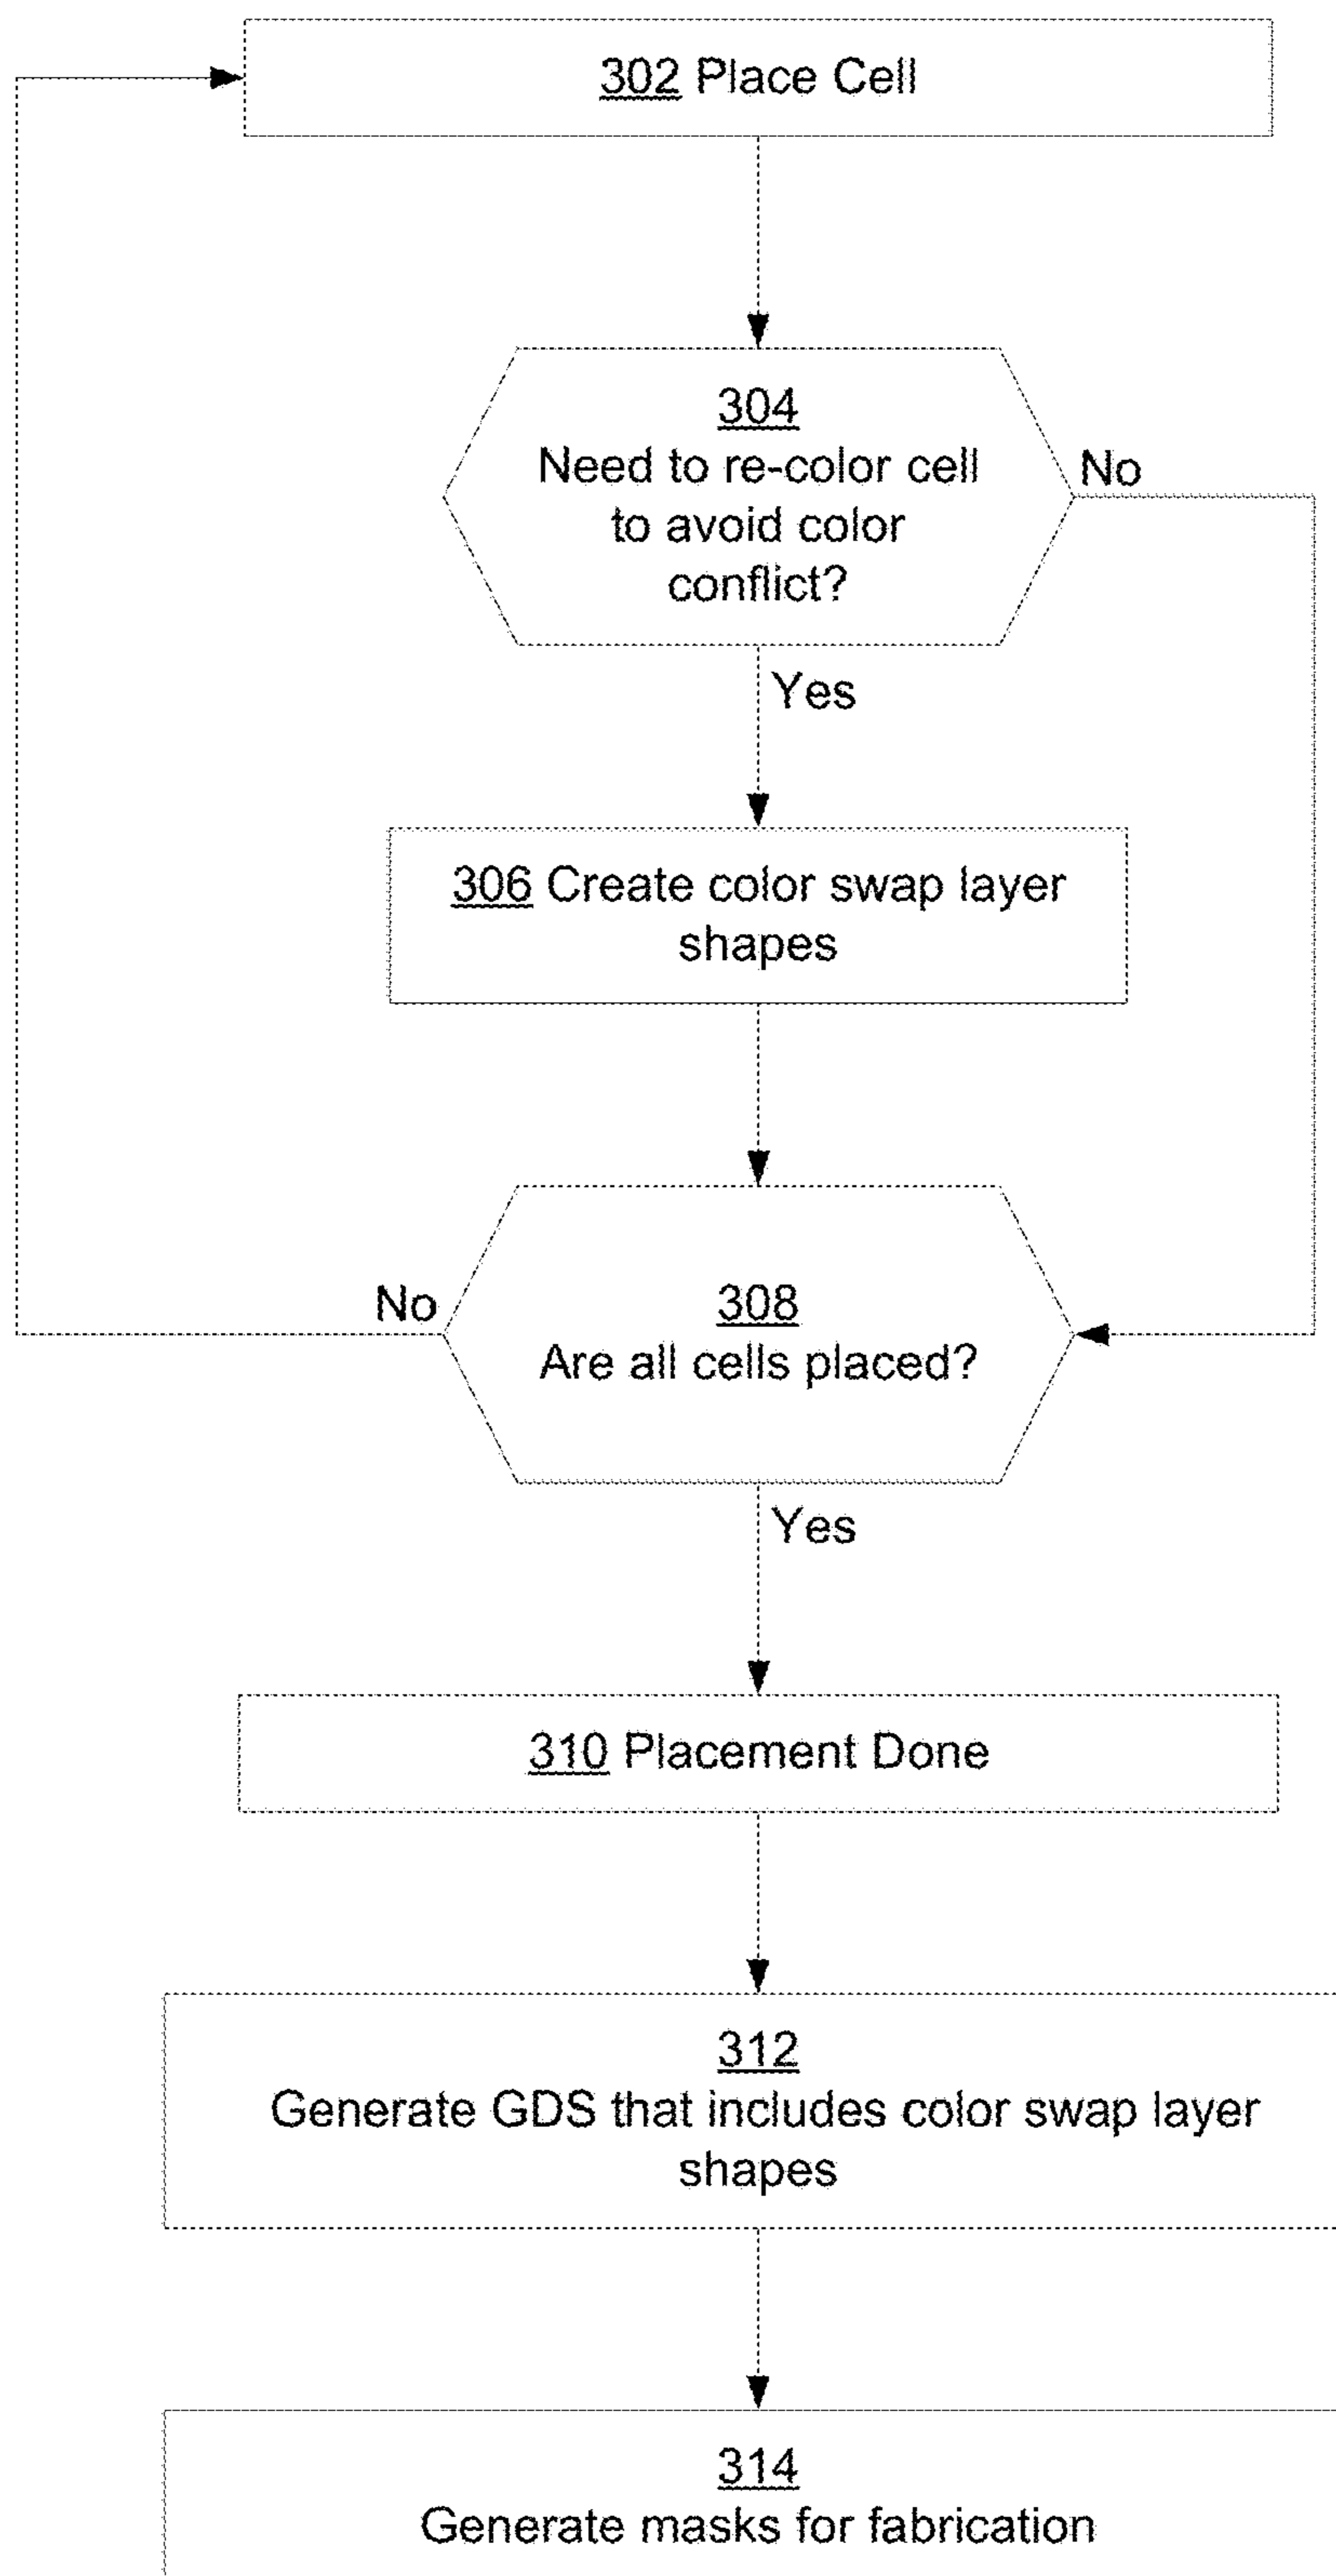 302 Place Cell
304
Need to re-color cell
No
to avoid color
conflict?
Yes
306 Create color swap layer
shapes
No
308
Are all cells placed?
Yes
310 Placement Done
312
Generate GDS that includes color swap layer
shapes
314
Generate masks for fabrication